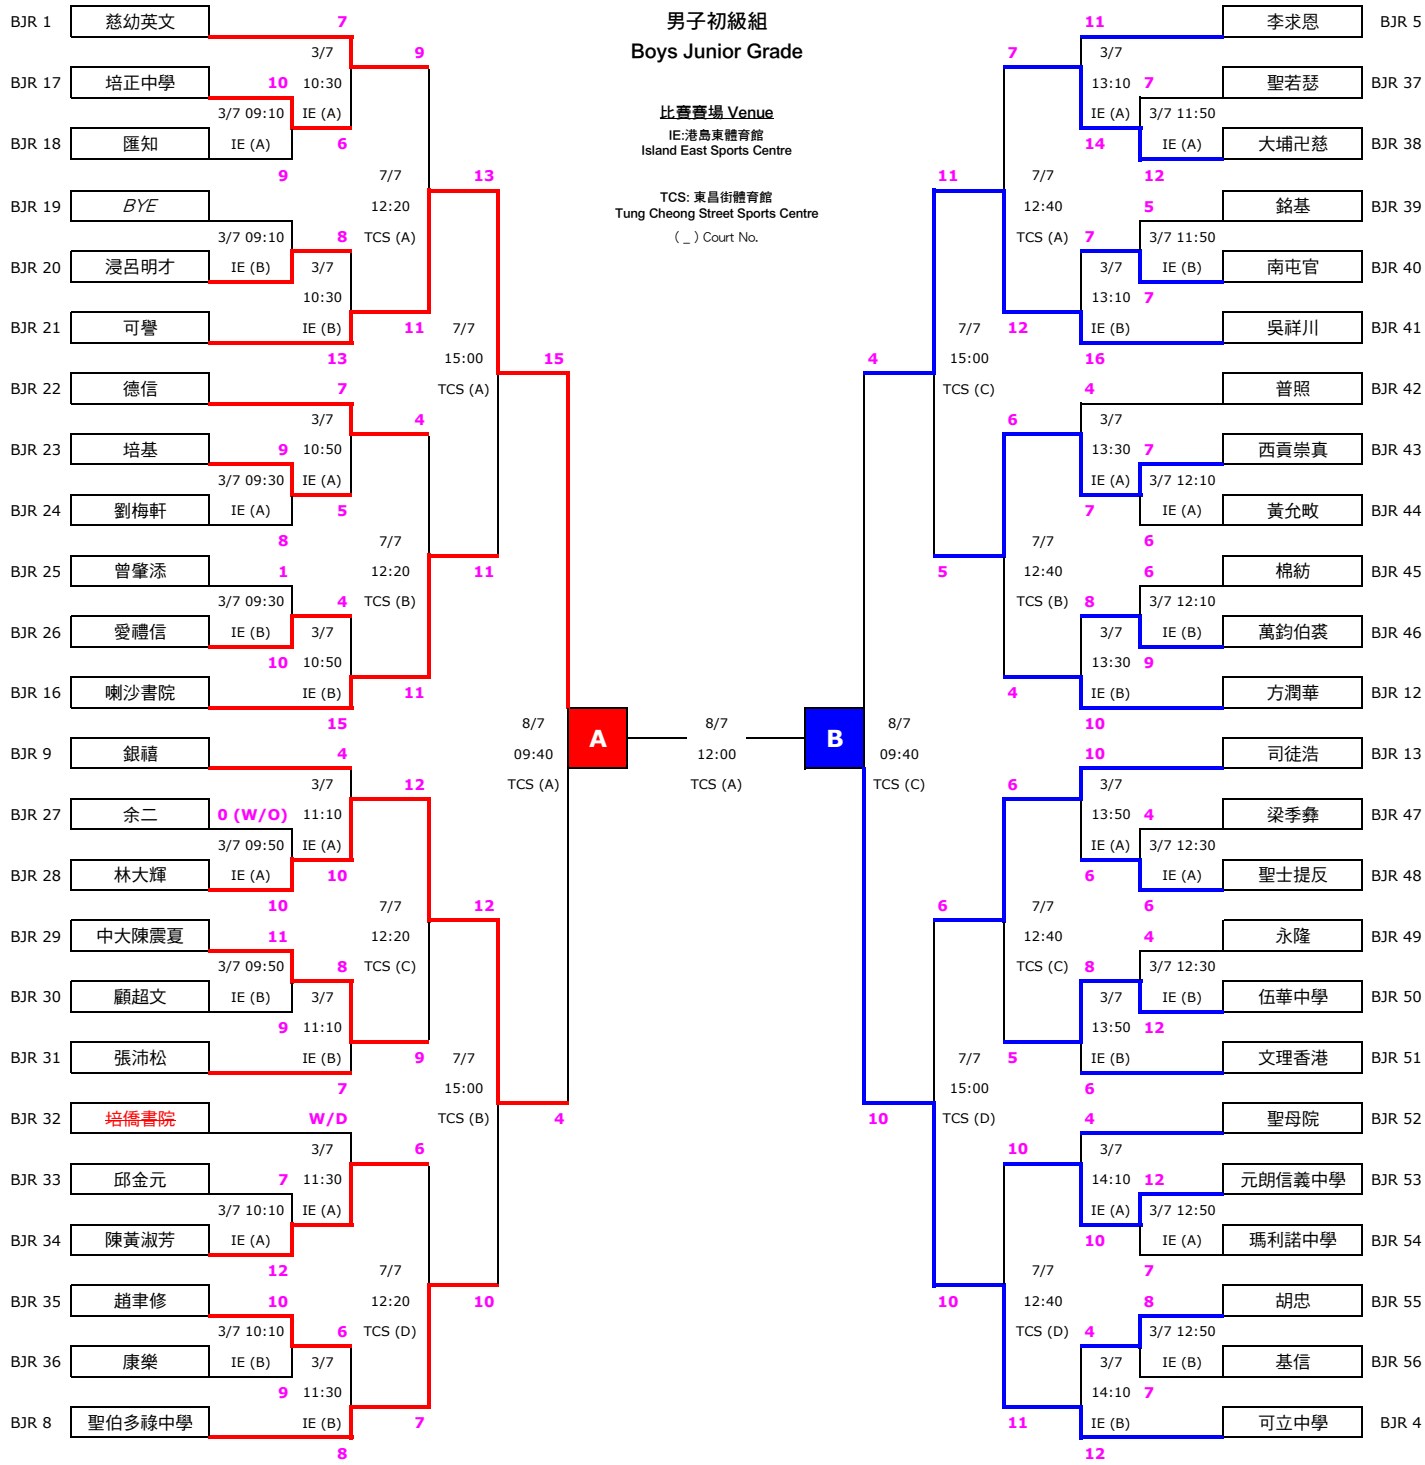 男子初級組
Boys Junior Grade
比賽賽場 Venue
IE:港島東體育館
Island East Sports Centre
TCS: 東昌街體育館
Tung Cheong Street Sports Centre
( _ ) Court No.
BJR 1 慈幼英文 7
3/7 9
BJR 17 培正中學 10 10:30
3/7 09:10 IE (A)
BJR 18 匯知 IE (A) 6
9 7/7 13
BJR 19 BYE 12:20
3/7 09:10 8 TCS (A)
BJR 20 浸呂明才 IE (B) 3/7
10:30
BJR 21 可譽 IE (B) 11 7/7
13 15:00 15
BJR 22 德信 7 TCS (A)
3/7 4
BJR 23 培基 9 10:50
3/7 09:30 IE (A)
BJR 24 劉梅軒 IE (A) 5
8 7/7
BJR 25 曾肇添 1 12:20 11
3/7 09:30 4 TCS (B)
BJR 26 愛禮信 IE (B) 3/7
10 10:50
BJR 16 喇沙書院 IE (B) 11
15 8/7
BJR 9 銀禧 4 09:40 A
3/7 12 TCS (A)
BJR 27 余二 0 (W/O) 11:10
3/7 09:50 IE (A)
BJR 28 林大輝 IE (A) 10
10 7/7 12
BJR 29 中大陳震夏 11 12:20
3/7 09:50 8 TCS (C)
BJR 30 顧超文 IE (B) 3/7
9 11:10
BJR 31 張沛松 IE (B) 9 7/7
7 15:00
BJR 32 培僑書院 W/D TCS (B) 4
3/7 6
BJR 33 邱金元 7 11:30
3/7 10:10 IE (A)
BJR 34 陳黃淑芳 IE (A)
12 7/7
BJR 35 趙聿修 10 12:20 10
3/7 10:10 6 TCS (D)
BJR 36 康樂 IE (B) 3/7
9 11:30
BJR 8 聖伯多祿中學 IE (B) 7
8
8/7
12:00
TCS (A)
11 李求恩 BJR 5
7 3/7
13:10 7 聖若瑟 BJR 37
IE (A) 3/7 11:50
14 IE (A) 大埔卍慈 BJR 38
11 7/7 12
12:40 5 銘基 BJR 39
TCS (A) 7 3/7 11:50
3/7 IE (B) 南屯官 BJR 40
13:10 7
7/7 12 IE (B) 吳祥川 BJR 41
4 15:00 16
TCS (C) 4 普照 BJR 42
6 3/7
13:30 7 西貢崇真 BJR 43
IE (A) 3/7 12:10
7 IE (A) 黃允畋 BJR 44
7/7 6
5 12:40 6 棉紡 BJR 45
TCS (B) 8 3/7 12:10
3/7 IE (B) 萬鈞伯裘 BJR 46
13:30 9
4 IE (B) 方潤華 BJR 12
8/7 10
B 09:40 10 司徒浩 BJR 13
TCS (C) 6 3/7
13:50 4 梁季彝 BJR 47
IE (A) 3/7 12:30
6 IE (A) 聖士提反 BJR 48
6 7/7 6
12:40 4 永隆 BJR 49
TCS (C) 8 3/7 12:30
3/7 IE (B) 伍華中學 BJR 50
13:50 12
7/7 5 IE (B) 文理香港 BJR 51
15:00 6
10 TCS (D) 4 聖母院 BJR 52
10 3/7
14:10 12 元朗信義中學 BJR 53
IE (A) 3/7 12:50
10 IE (A) 瑪利諾中學 BJR 54
7/7 7
10 12:40 8 胡忠 BJR 55
TCS (D) 4 3/7 12:50
3/7 IE (B) 基信 BJR 56
14:10 7
11 IE (B) 可立中學 BJR 4
12